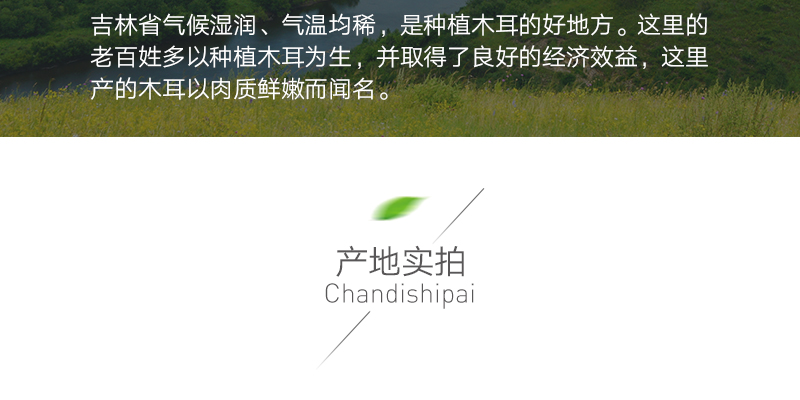 吉林省气候湿润、气温均稀，是种植木耳的好地方。这里的
老百姓多以种植木耳为生，并取得了良好的经济效益，这里
产的木耳以肉质鲜嫩而闻名。
产地实拍
Chandishipai